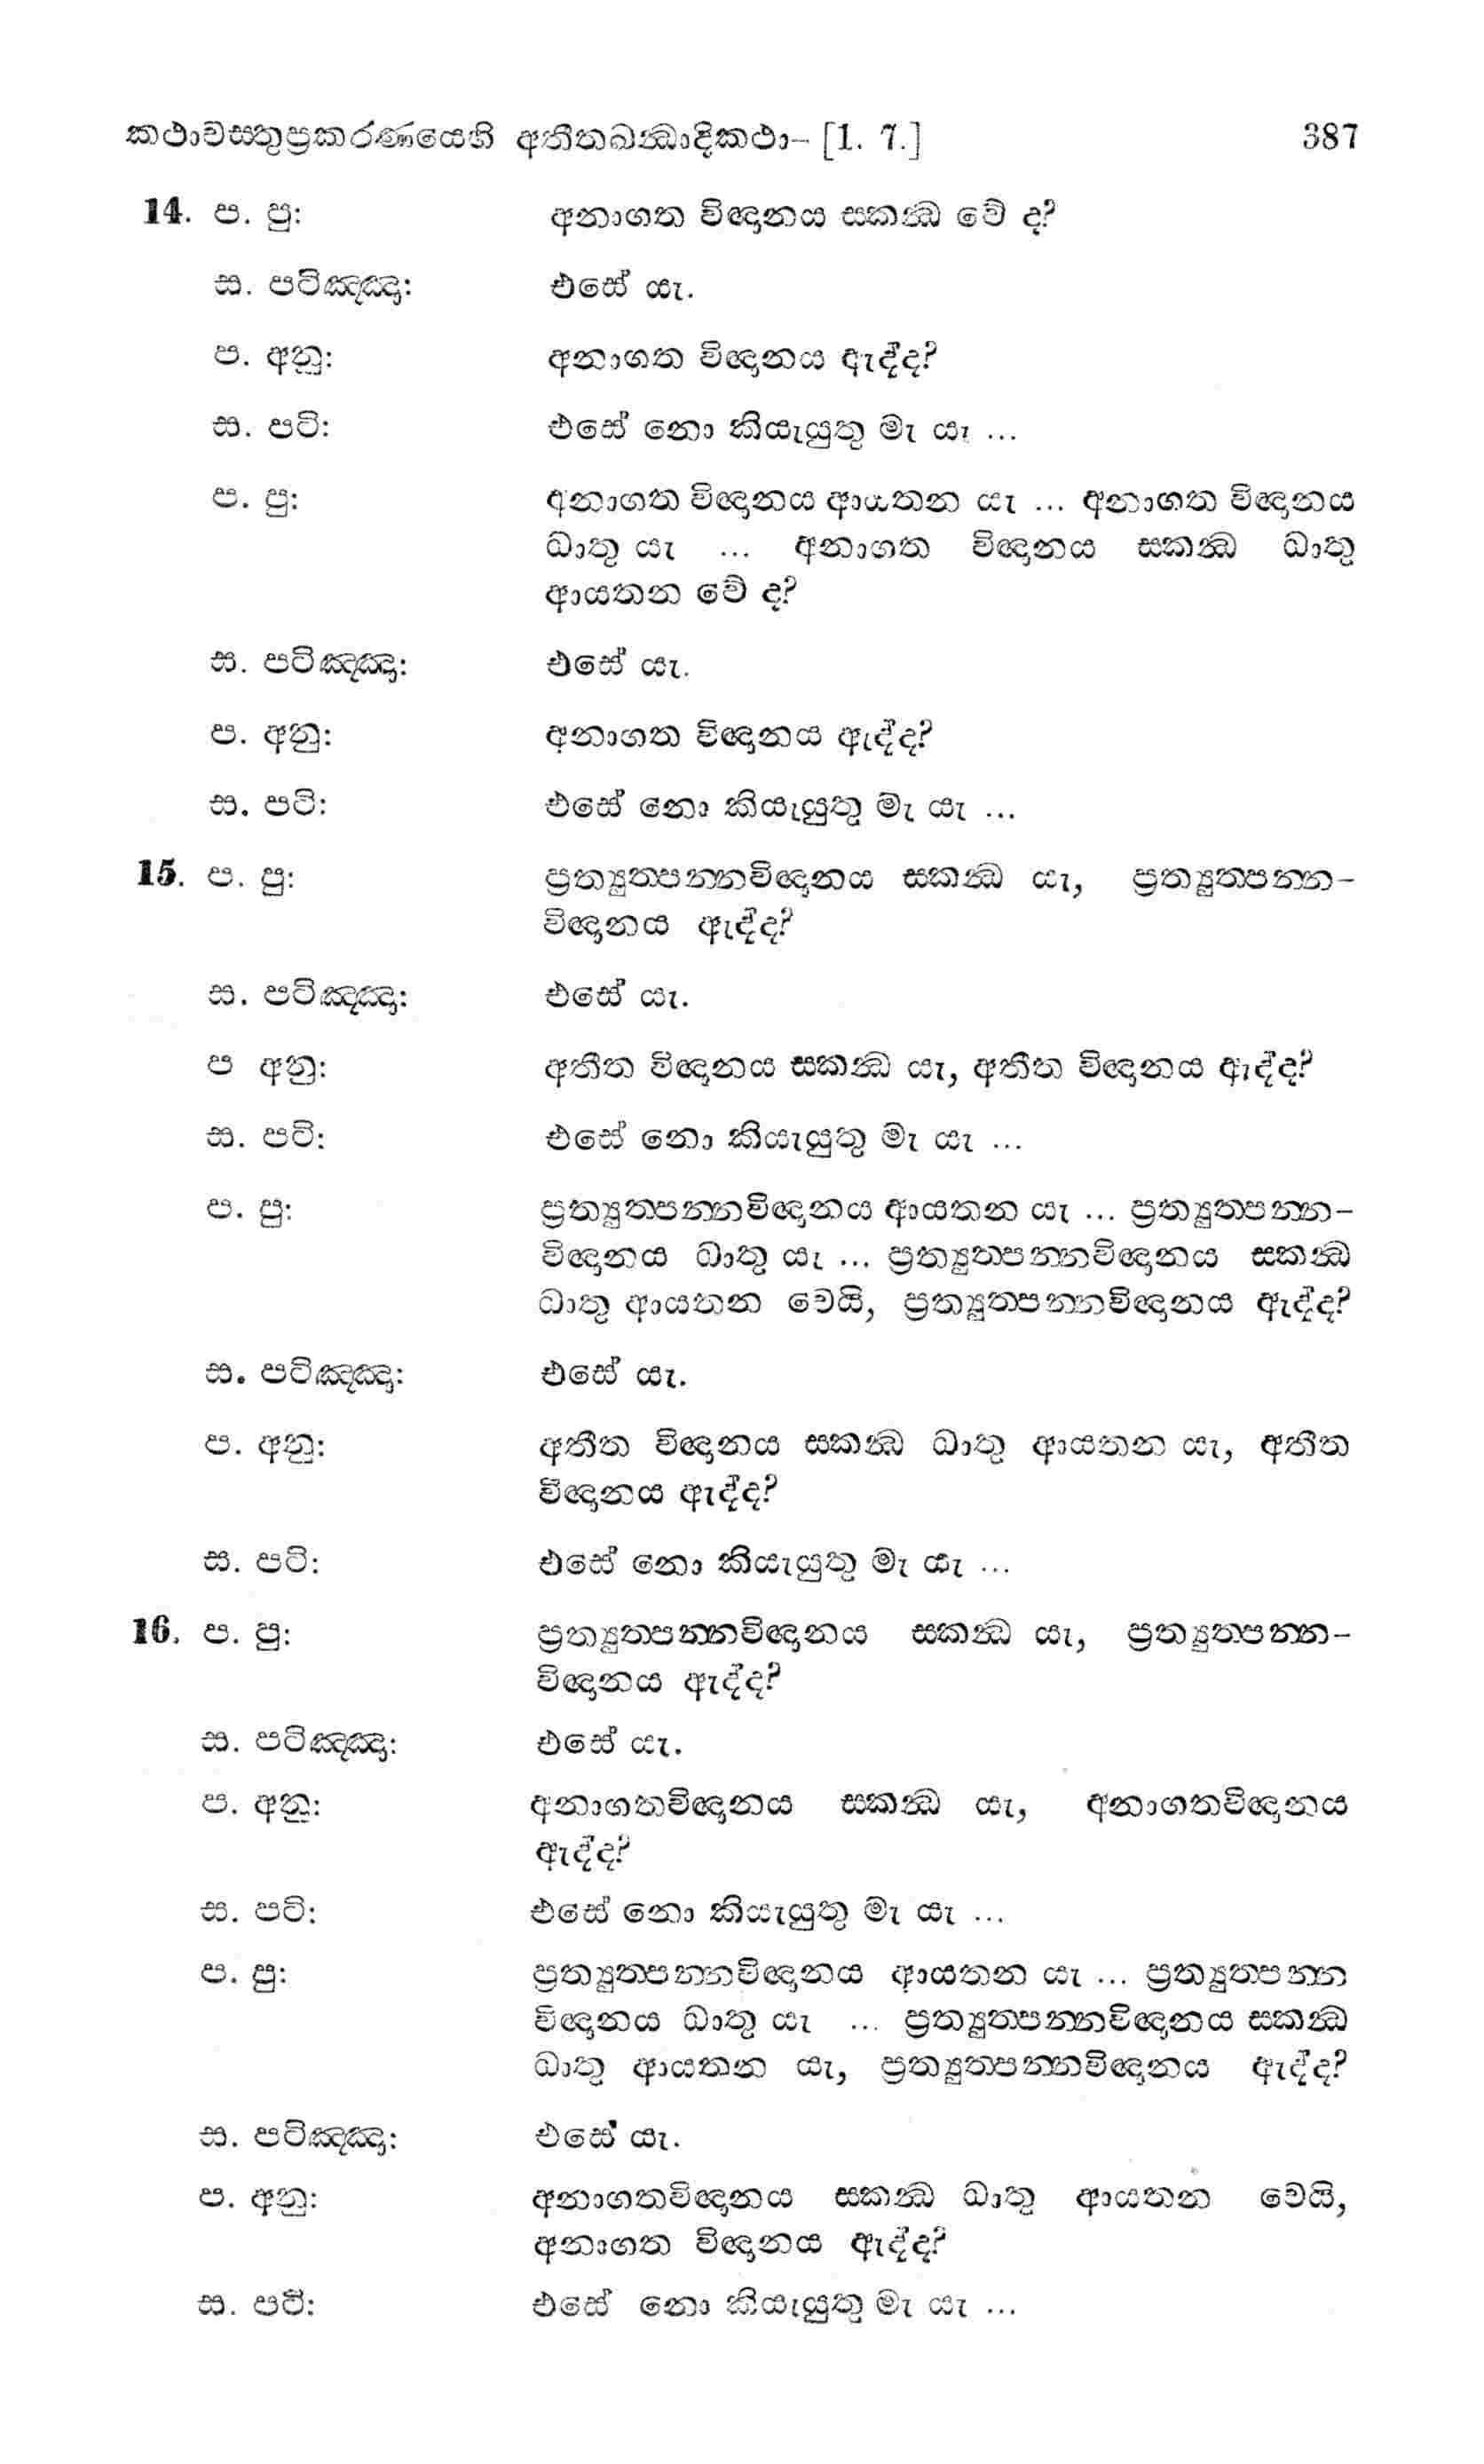 කථාවස්තුප්‍රකරණයෙහි අතීතඛන්ධාදිකථා- [1. 7.] 387
14. ප. පු: අනාගත විඥානය ස්කන්ධ වේ ද?
ස. පටිඤ්ඤා: එසේ යැ.
ප. අනු: අනාගත විඥානය ඇද්ද?
ස. පටි: එසේ නො කියැයුතු මැ යැ ...
ප. පු: අනාගත විඥානය ආයතන යැ ... අනාගත විඥානය
ධාතු යැ ... අනාගත විඥානය ස්කන්ධ ධාතු
ආයතන වේ ද?
ස. පටිඤ්ඤා: එසේ යැ.
ප. අනු: අනාගත විඥානය ඇද්ද?
ස. පටි: එසේ නො කියැයුතු මැ යැ ...
15. ප. පු: ප්‍රත්‍යුත්පන්නවිඥානය ස්කන්ධ යැ, ප්‍රත්‍යුත්පන්න-
විඥානය ඇද්ද?
ස. පටිඤ්ඤා: එසේ යැ.
ප අනු: අතීත විඥානය ස්කන්ධ යැ, අතීත විඥානය ඇද්ද?
ස. පටි: එසේ නො කියැයුතු මැ යැ ...
ප. පු: ප්‍රත්‍යුත්පන්නවිඥානය ආයතන යැ ... ප්‍රත්‍යුත්පන්න-
විඥානය ධාතු යැ ... ප්‍රත්‍යුත්පන්නවිඥානය ස්කන්ධ
ධාතු ආයතන වෙයි, ප්‍රත්‍යුත්පන්නවිඥානය ඇද්ද?
ස. පටිඤ්ඤා: එසේ යැ.
ප. අනු: අතීත විඥානය ස්කන්ධ ධාතු ආයතන යැ, අතීත
විඥානය ඇද්ද?
ස. පටි: එසේ නො කියැයුතු මැ යැ ...
16. ප. පු: ප්‍රත්‍යුත්පන්නවිඥානය ස්කන්ධ යැ, ප්‍රත්‍යුත්පන්න-
විඥානය ඇද්ද?
ස. පටිඤ්ඤා: එසේ යැ.
ප. අනු: අනාගතවිඥානය ස්කන්ධ යැ, අනාගතවිඥානය
ඇද්ද?
ස. පටි: එසේ නො කියැයුතු මැ යැ ...
ප. පු: ප්‍රත්‍යුත්පන්නවිඥානය ආයතන යැ ... ප්‍රත්‍යුත්පන්න
විඥානය ධාතු යැ ... ප්‍රත්‍යුත්පන්නවිඥානය ස්කන්ධ
ධාතු ආයතන යැ, ප්‍රත්‍යුත්පන්නවිඥානය ඇද්ද?
ස. පටිඤ්ඤා: එසේ යැ.
ප. අනු: අනාගතවිඥානය ස්කන්ධ ධාතු ආයතන වෙයි,
අනාගත විඥානය ඇද්ද?
ස. පටි: එසේ නො කියැයුතු මැ යැ ...